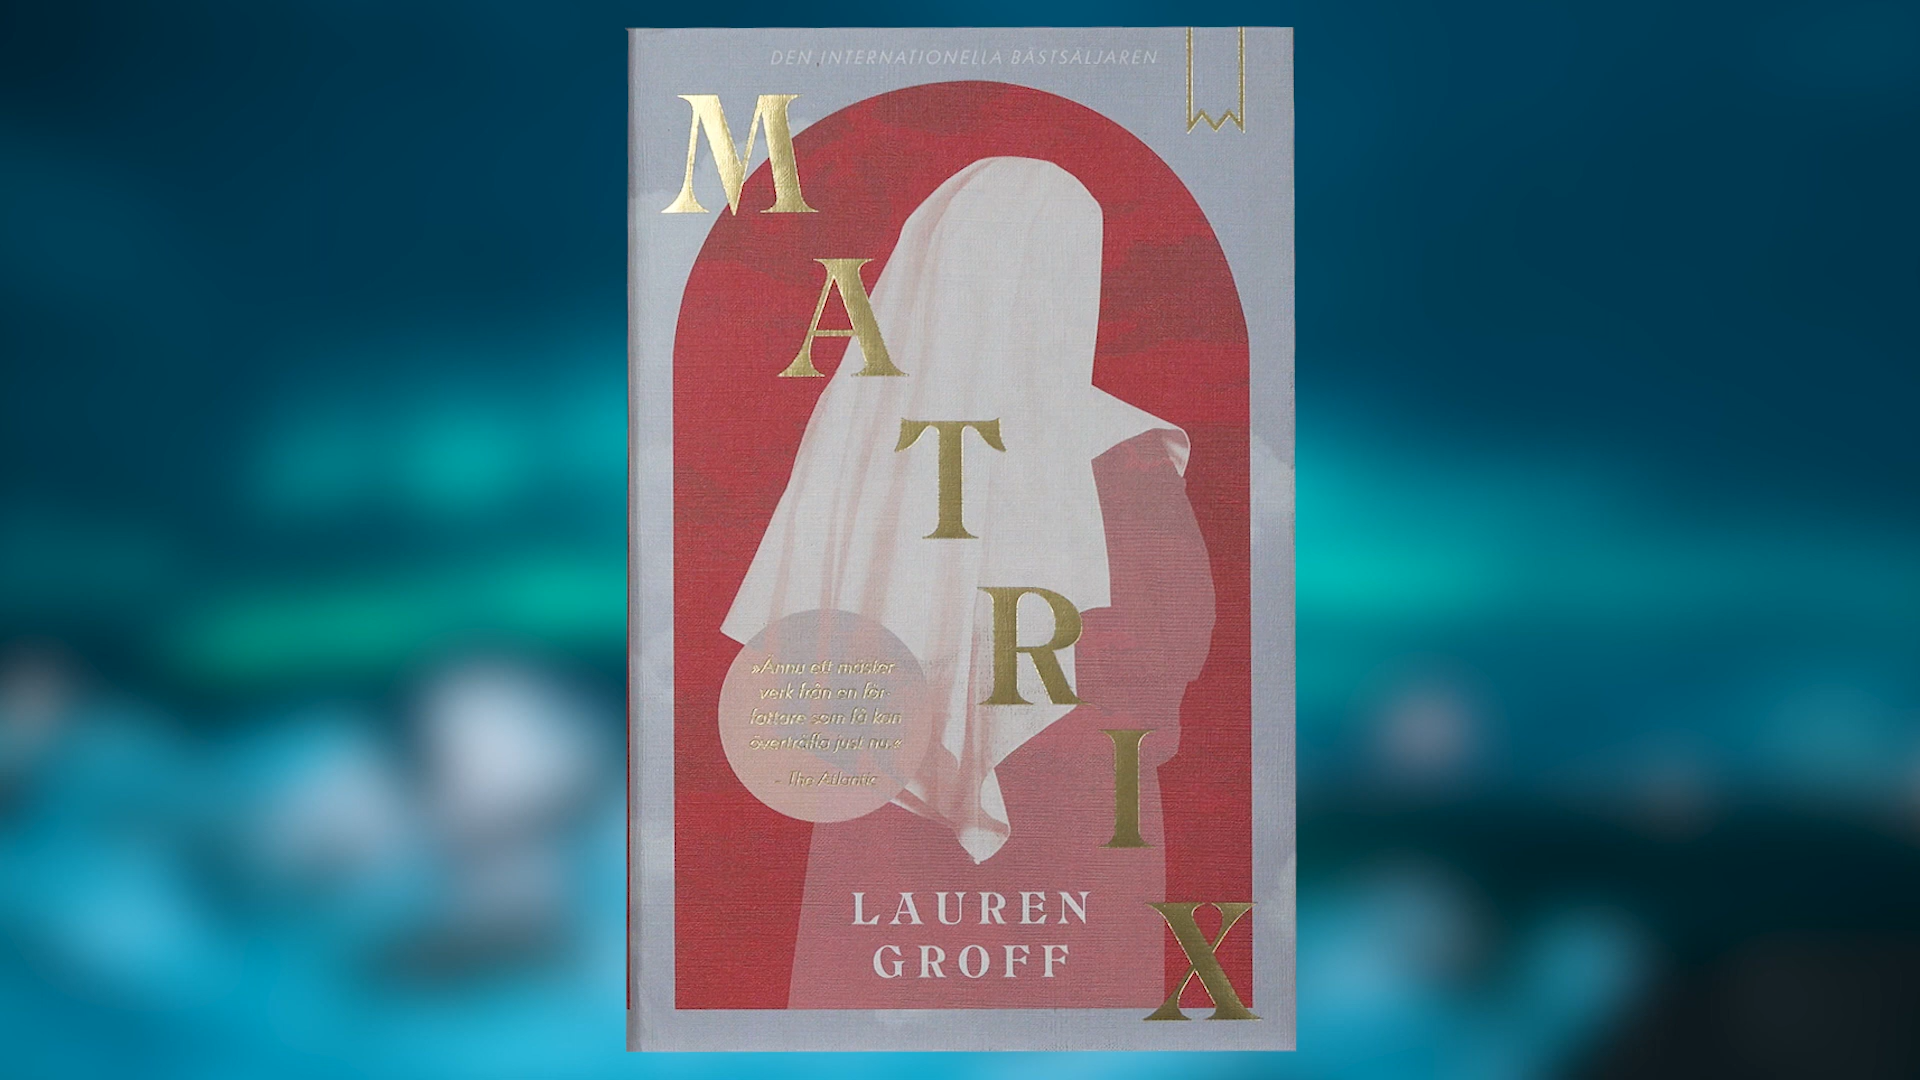 DEN INTERNATIONELLA BÄSTSÄLJAREN
MATRIX
»Ännu ett mäster
verk från en för-
fattare som få kan
överträffa just nu.«
- The Atlantic
LAUREN
GROFF